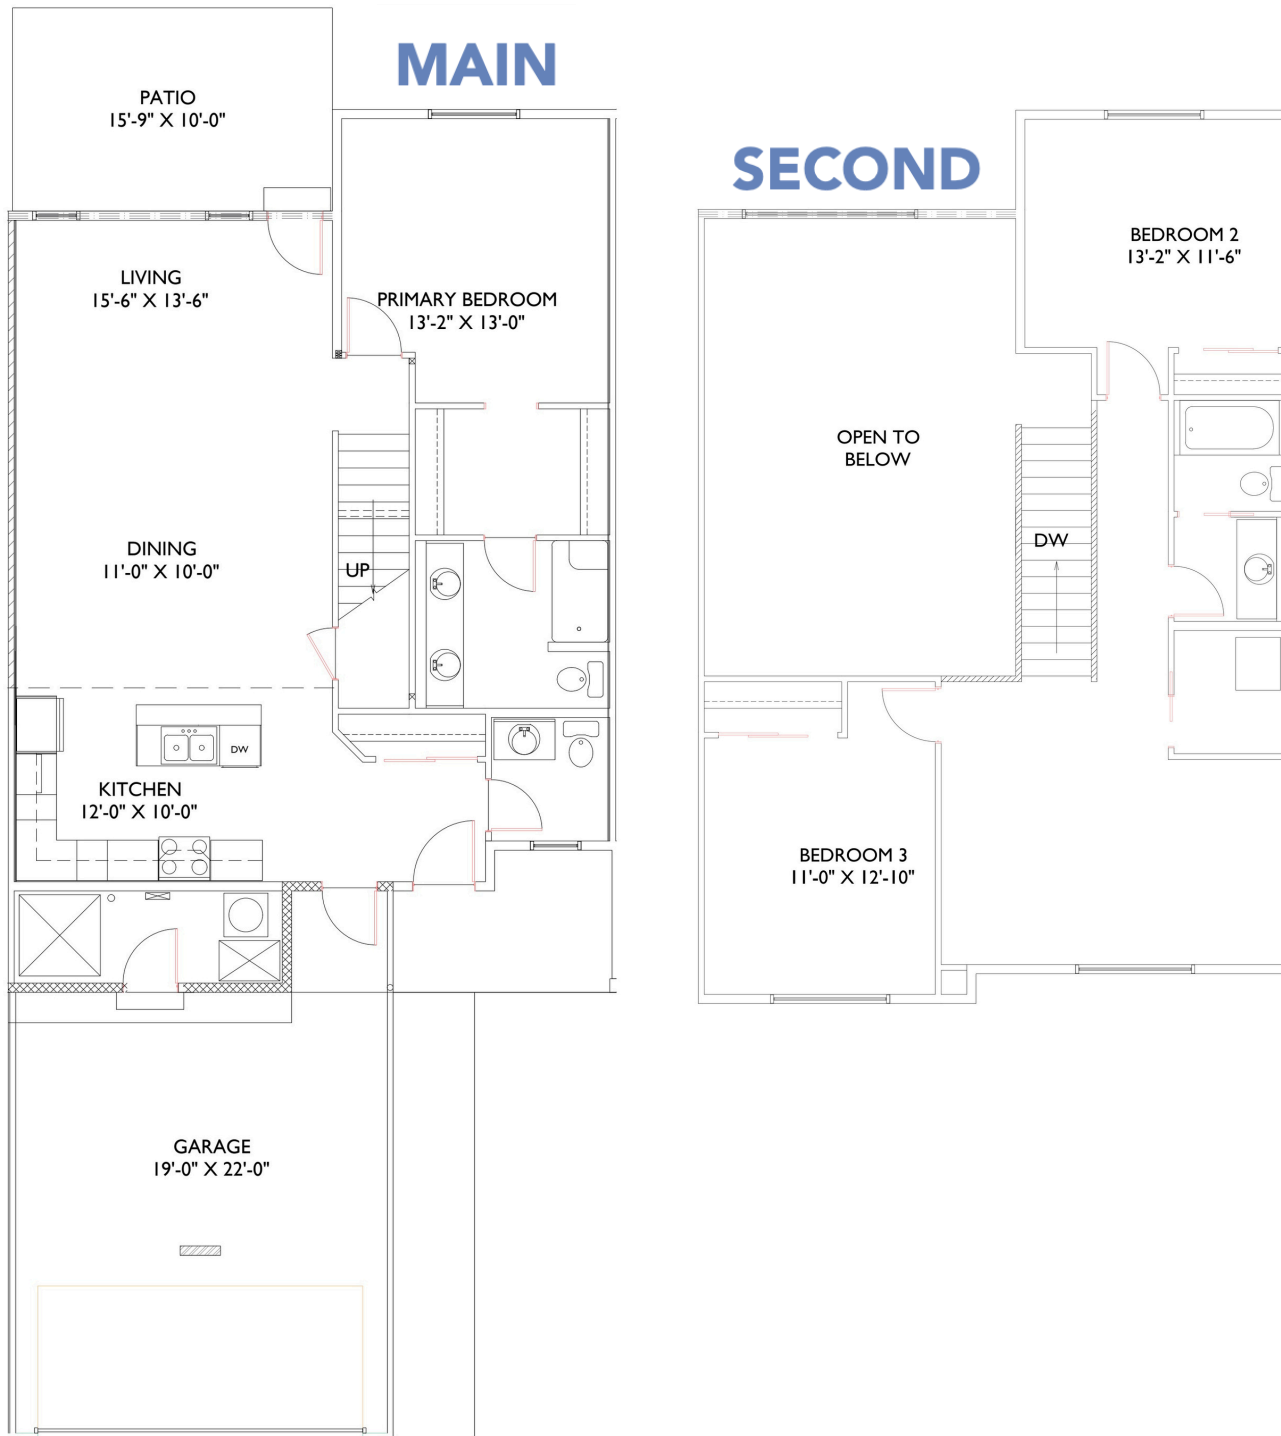 MAIN
PATIO
15'-9" X 10'-0"
LIVING
15'-6" X 13'-6"
PRIMARY BEDROOM
13'-2" X 13'-0"
DINING
11'-0" X 10'-0"
UP
DW
KITCHEN
12'-0" X 10'-0"
GARAGE
19'-0" X 22'-0"
SECOND
BEDROOM 2
13'-2" X 11'-6"
OPEN TO
BELOW
DW
BEDROOM 3
11'-0" X 12'-10"